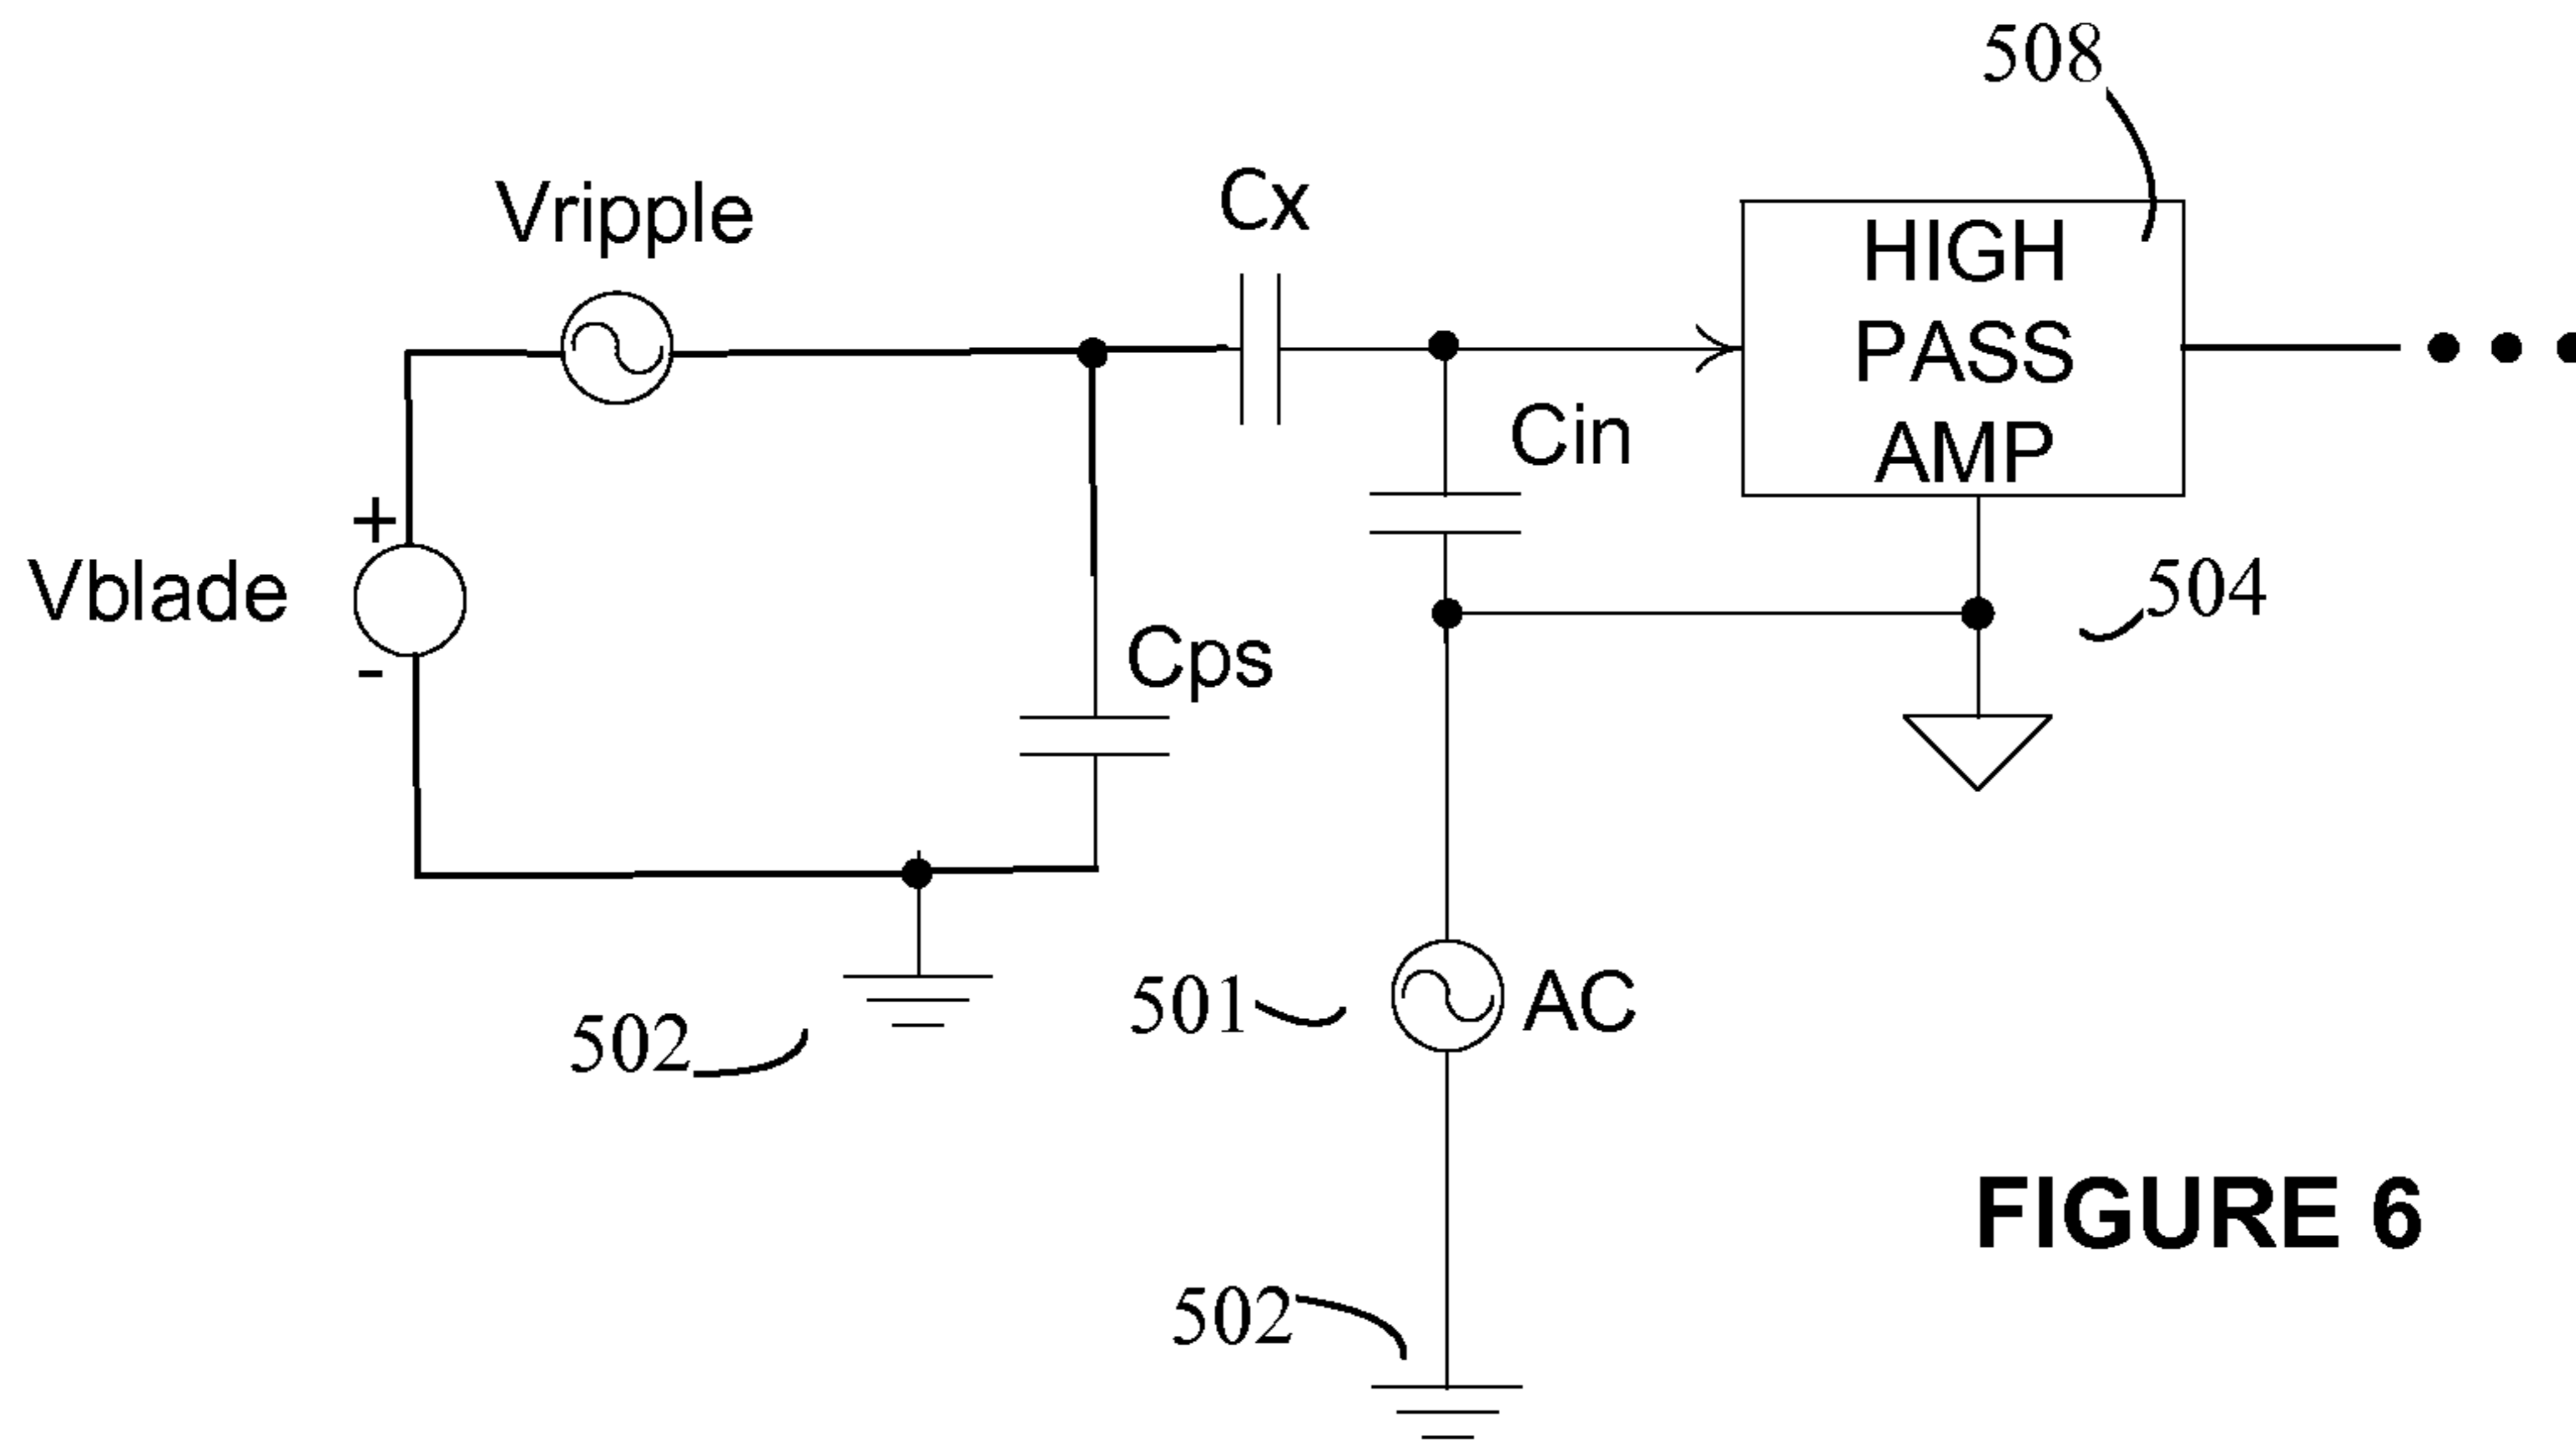 508
Vripple
Cx
HIGH
PASS
AMP
Cin
+
Vblade
-
504
Cps
501
AC
502
502
FIGURE 6